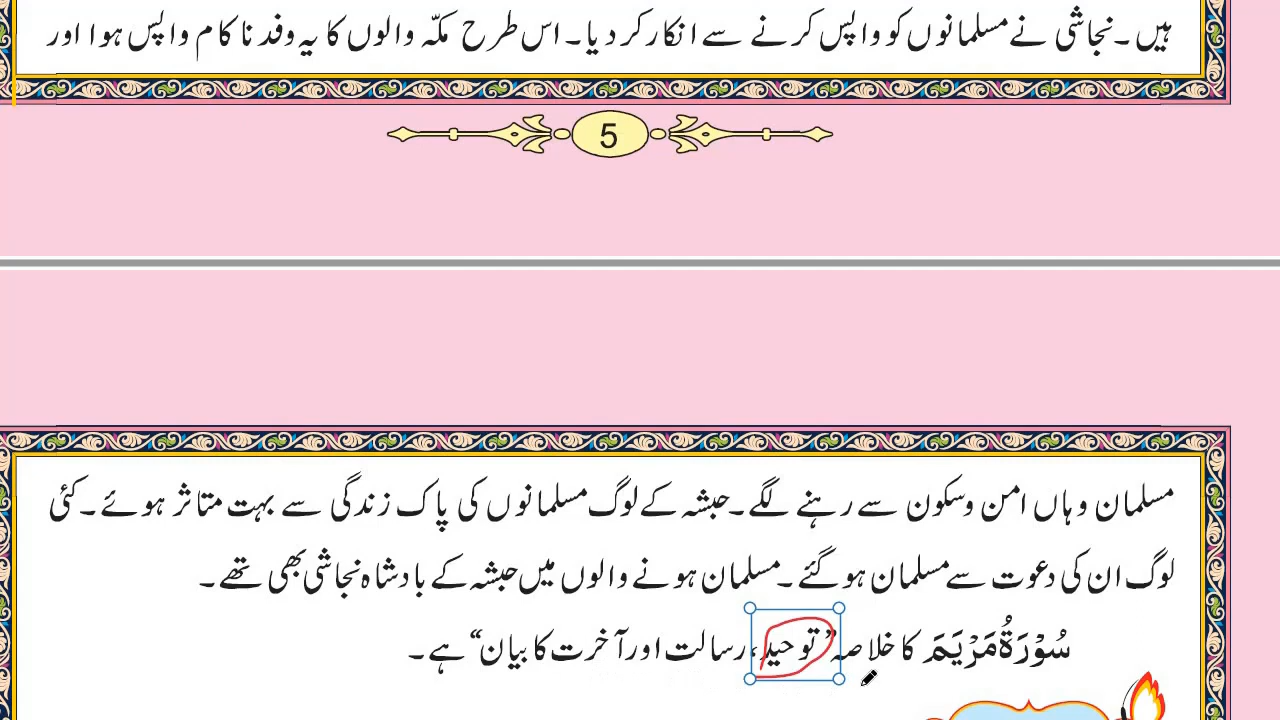 ہیں۔نجاشی نے مسلمانوں کو واپس کرنے سے انکار کر دیا۔اس طرح مکّہ والوں کا یہ وفد ناکام واپس ہوا اور
5
مسلمان وہاں امن وسکون سے رہنے لگے۔حبشہ کے لوگ مسلمانوں کی پاک زندگی سے بہت متاثر ہوئے۔کئی
لوگ ان کی دعوت سے مسلمان ہوگئے۔مسلمان ہونے والوں میں حبشہ کے بادشاہ نجاشی بھی تھے۔
سُوْرَۃُ مَرْیَمَ کا خلاصہ ”توحید، رسالت اور آخرت کا بیان“ ہے۔